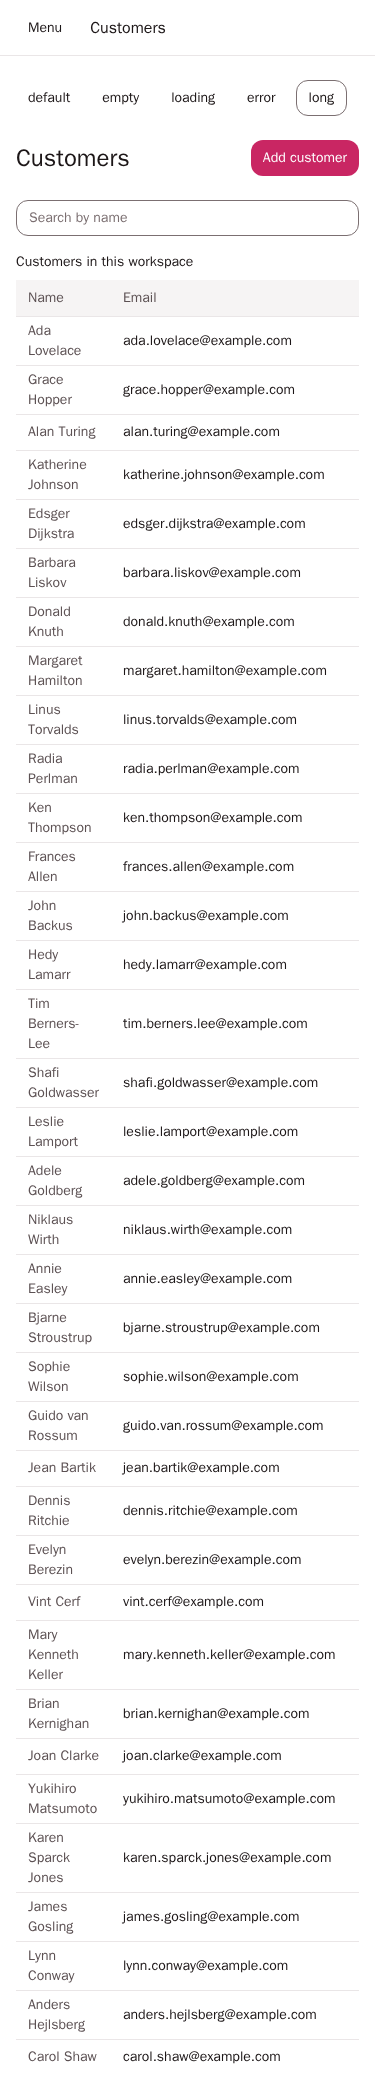 Menu Customers
default empty loading error long
Customers Add customer
Search by name
Customers in this workspace
Name Email
Ada
Lovelace ada.lovelace@example.com
Grace
Hopper grace.hopper@example.com
Alan Turing alan.turing@example.com
Katherine
Johnson katherine.johnson@example.com
Edsger
Dijkstra edsger.dijkstra@example.com
Barbara
Liskov barbara.liskov@example.com
Donald
Knuth donald.knuth@example.com
Margaret
Hamilton margaret.hamilton@example.com
Linus
Torvalds linus.torvalds@example.com
Radia
Perlman radia.perlman@example.com
Ken
Thompson ken.thompson@example.com
Frances
Allen frances.allen@example.com
John
Backus john.backus@example.com
Hedy
Lamarr hedy.lamarr@example.com
Tim
Berners-
Lee tim.berners.lee@example.com
Shafi
Goldwasser shafi.goldwasser@example.com
Leslie
Lamport leslie.lamport@example.com
Adele
Goldberg adele.goldberg@example.com
Niklaus
Wirth niklaus.wirth@example.com
Annie
Easley annie.easley@example.com
Bjarne
Stroustrup bjarne.stroustrup@example.com
Sophie
Wilson sophie.wilson@example.com
Guido van
Rossum guido.van.rossum@example.com
Jean Bartik jean.bartik@example.com
Dennis
Ritchie dennis.ritchie@example.com
Evelyn
Berezin evelyn.berezin@example.com
Vint Cerf vint.cerf@example.com
Mary
Kenneth
Keller mary.kenneth.keller@example.com
Brian
Kernighan brian.kernighan@example.com
Joan Clarke joan.clarke@example.com
Yukihiro
Matsumoto yukihiro.matsumoto@example.com
Karen
Sparck
Jones karen.sparck.jones@example.com
James
Gosling james.gosling@example.com
Lynn
Conway lynn.conway@example.com
Anders
Hejlsberg anders.hejlsberg@example.com
Carol Shaw carol.shaw@example.com